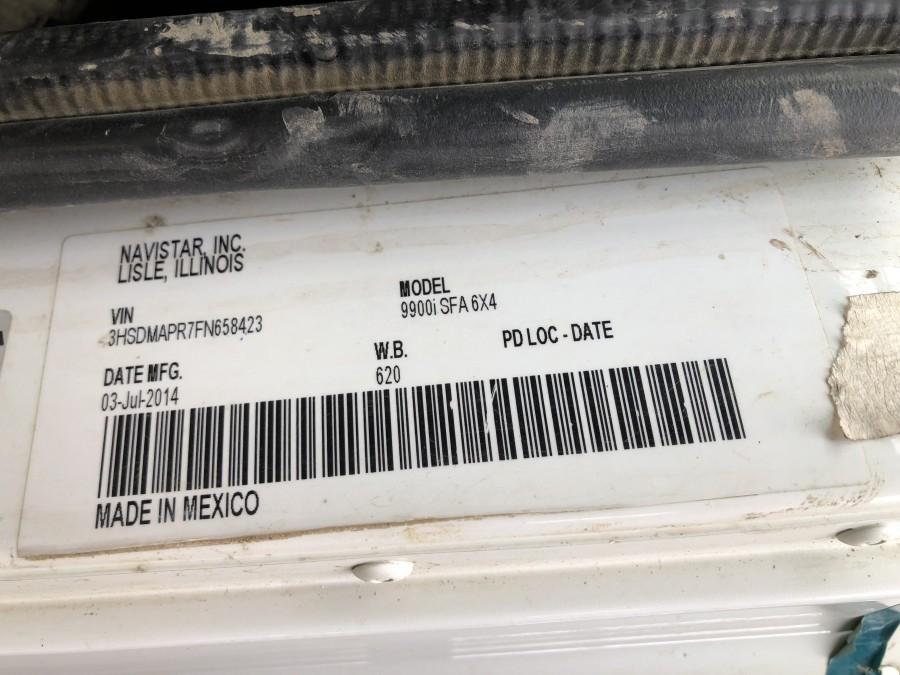 NAVISTAR, INC.
LISLE, ILLINOIS
VIN
3HSDMAPR7FN658423
MODEL
9900i SFA 6X4
DATE MFG.
03-Jul-2014
W.B.
620
PD LOC - DATE
MADE IN MEXICO